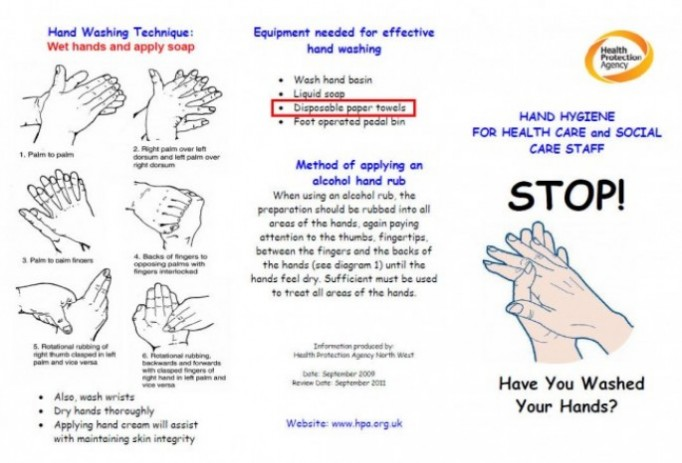 Hand Washing Technique:
Wet hands and apply soap
1. Palm to palm
2. Right palm over left
dorsum and left palm over
right dorsum
3. Palm to palm fingers
4. Backs of fingers to
opposing palms with
fingers interlocked
5. Rotational rubbing of
right thumb clasped in left
palm and vice versa
6. Rotational rubbing,
backwards and forwards
with clasped fingers of
right hand in left palm and
vice versa
• Also, wash wrists
• Dry hands thoroughly
• Applying hand cream will assist
with maintaining skin integrity
Equipment needed for effective
hand washing
• Wash hand basin
• Liquid soap
• Disposable paper towels
• Foot operated pedal bin
Method of applying an
alcohol hand rub
When using an alcohol rub, the
preparation should be rubbed into all
areas of the hands, again paying
attention to the thumbs, fingertips,
between the fingers and the backs of
the hands (see diagram 1) until the
hands feel dry. Sufficient must be used
to treat all areas of the hands.
Information produced by:
Health Protection Agency North West
Date: September 2009
Review Date: September 2011
Website: www.hpa.org.uk
Health
Protection
Agency
HAND HYGIENE
FOR HEALTH CARE and SOCIAL
CARE STAFF
STOP!
Have You Washed
Your Hands?